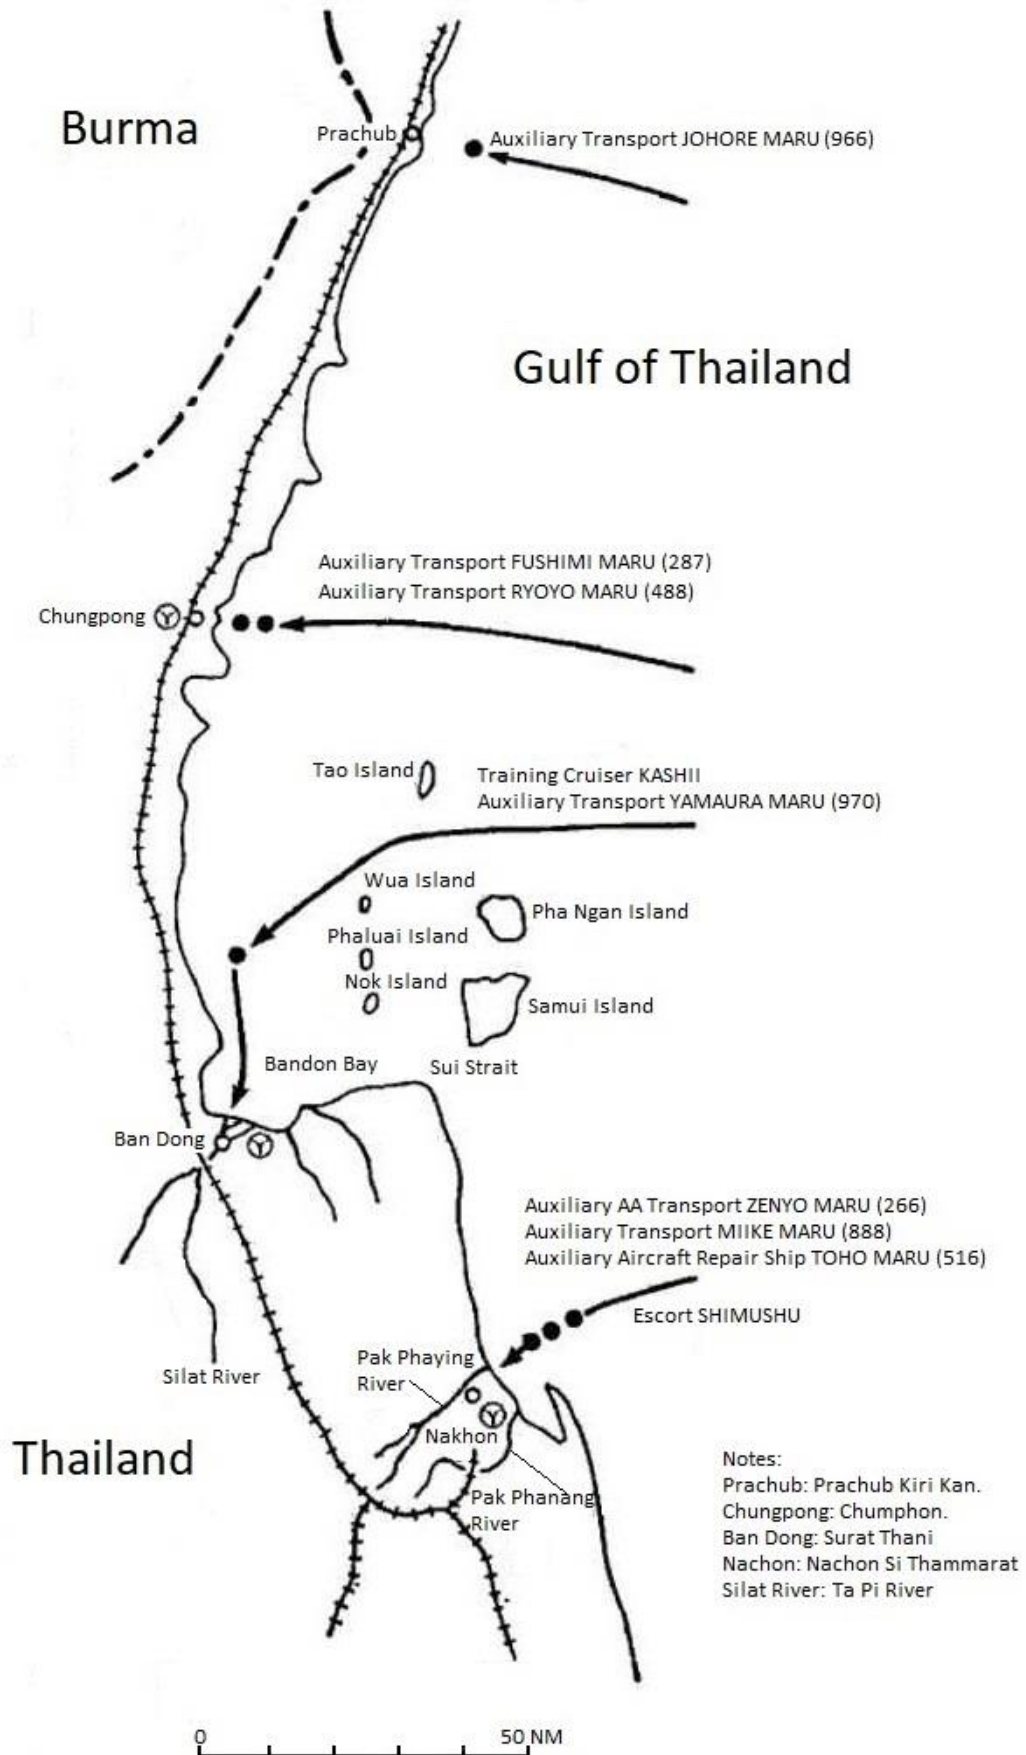 Burma
Prachub
Auxiliary Transport JOHORE MARU (966)
Gulf of Thailand
Auxiliary Transport FUSHIMI MARU (287)
Auxiliary Transport RYOYO MARU (488)
Chungpong
Y
Tao Island
Training Cruiser KASHII
Auxiliary Transport YAMAURA MARU (970)
Wua Island
Pha Ngan Island
Phaluai Island
Nok Island
Samui Island
Bandon Bay
Sui Strait
Ban Dong
Y
Auxiliary AA Transport ZENYO MARU (266)
Auxiliary Transport MIIKE MARU (888)
Auxiliary Aircraft Repair Ship TOHO MARU (516)
Escort SHIMUSHU
Silat River
Pak Phaying
River
Y
Nakhon
Thailand
Pak Phanang
River
Notes:
Prachub: Prachub Kiri Kan.
Chungpong: Chumphon.
Ban Dong: Surat Thani
Nachon: Nachon Si Thammarat
Silat River: Ta Pi River
0 50 NM